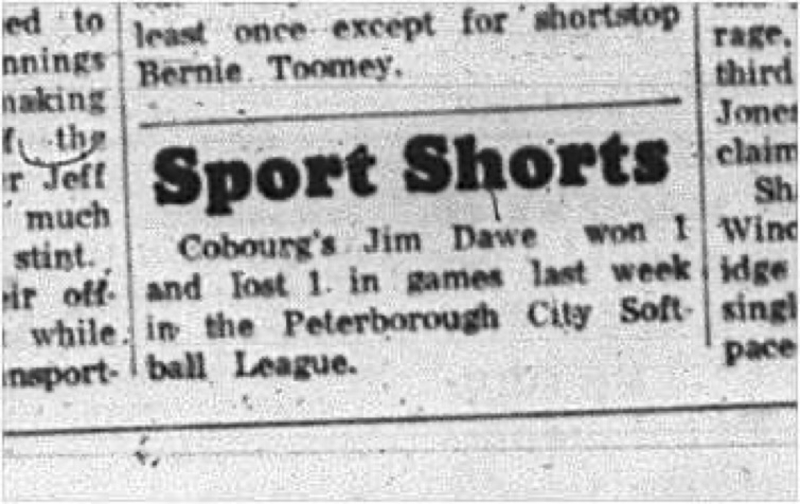 ed to
nnings
making
f the
r Jeff
much
stint.
eir off-
while
nsport-
least once except for shortstop
Bernie Toomey.
Sport Shorts
Cobourg's Jim Dawe won 1
and lost 1 in games last week
in the Peterborough City Soft-
ball League.
rage,
third
Jones
claim
Sh
Wind
idge
singl
pace